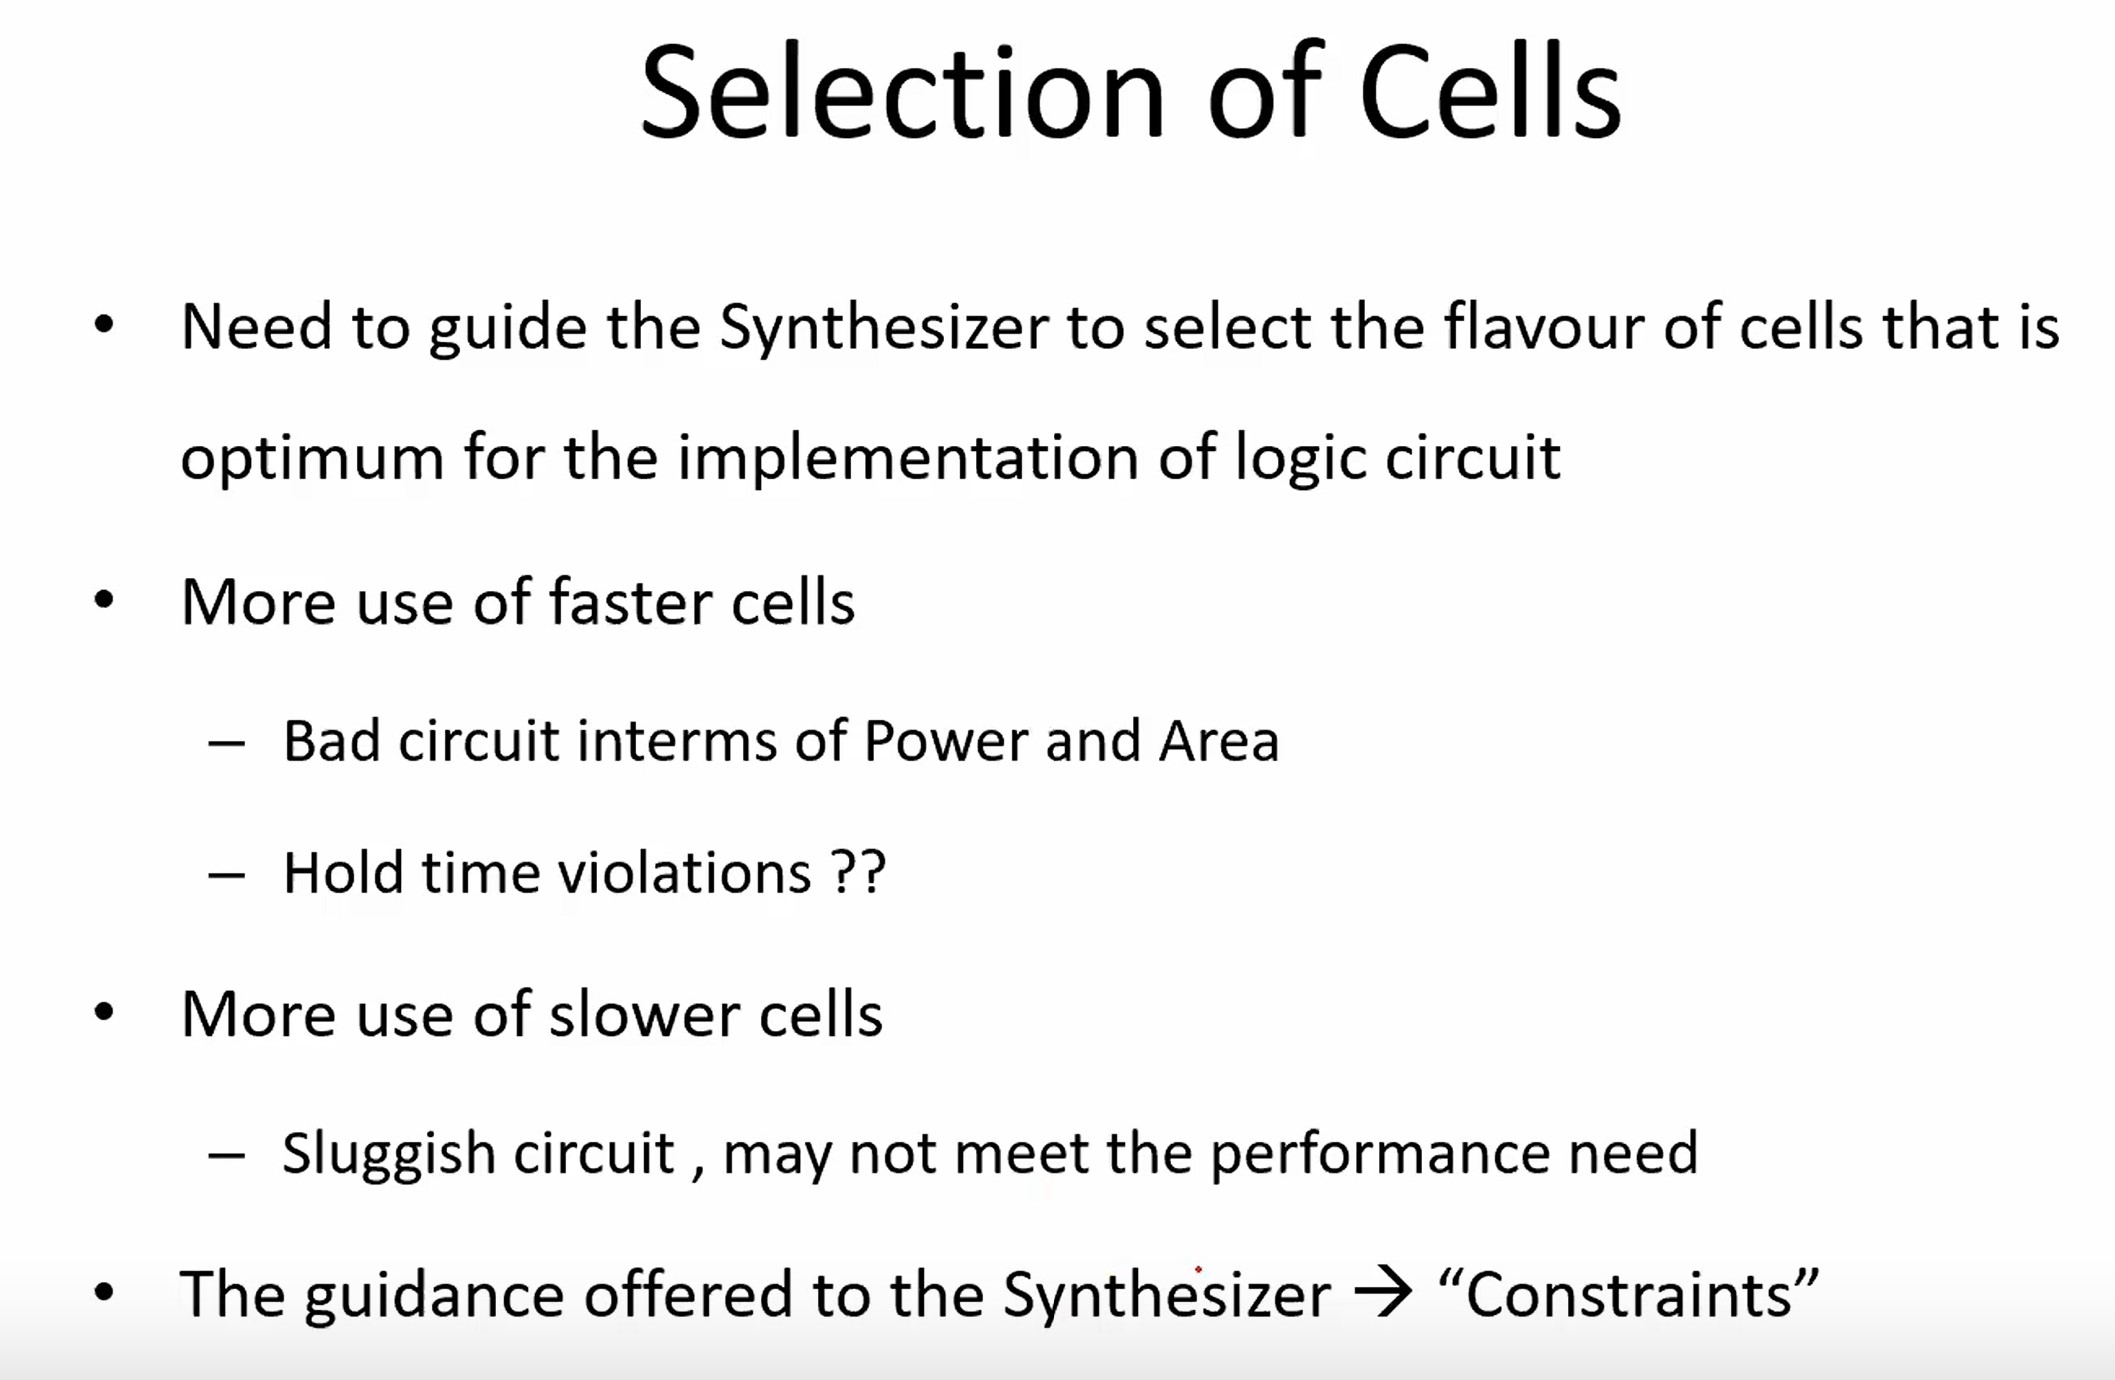 Selection of Cells
• Need to guide the Synthesizer to select the flavour of cells that is
optimum for the implementation of logic circuit
• More use of faster cells
– Bad circuit interms of Power and Area
– Hold time violations ??
• More use of slower cells
– Sluggish circuit , may not meet the performance need
• The guidance offered to the Synthesizer → “Constraints”